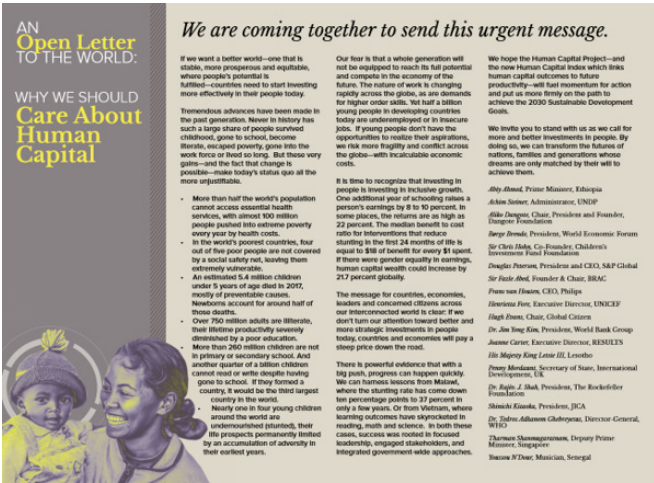 AN
Open Letter
TO THE WORLD:
WHY WE SHOULD
Care About
Human
Capital
We are coming together to send this urgent message.
If we want a better world—one that is
stable, more prosperous and equitable,
where people's potential is
fulfilled—countries need to start investing
more effectively in their people today.
Tremendous advances have been made in
the past generation. Never in history has
such a large share of people survived
childhood, gone to school, become
literate, escaped poverty, gone into the
work force or lived so long. But these very
gains—and the fact that change is
possible—make today's status quo all the
more unjustifiable.
• More than half the world's population
cannot access essential health
services, with almost 100 million
people pushed into extreme poverty
every year by health costs.
• In the world's poorest countries, four
out of five people are not covered
by a social safety net, leaving them
extremely vulnerable.
• An estimated 5.4 million children
under 5 years of age died in 2017,
mostly of preventable causes.
Newborns account for around half of
those deaths.
• Over 750 million adults are illiterate,
their lifetime productivity severely
diminished by a poor education.
• More than 260 million children are not
in primary or secondary school. And
another quarter of a billion children
cannot read or write despite having
gone to school. If they formed a
country, it would be the third largest
country in the world.
• Nearly one in four young children
around the world are
undernourished (stunted), their
life prospects permanently limited
by an accumulation of adversity in
their earliest years.
Our fear is that a whole generation will
not be equipped to reach its full potential
and compete in the economy of the
future. The nature of work is changing
rapidly across the globe, as are
demands for higher order skills. Yet half a billion
young people in developing countries
today are underemployed or in insecure
jobs. If young people don't have the
opportunities to realize their aspirations,
we risk more fragility and conflict across
the globe—with incalculable economic
costs.
It is time to recognize that investing in
people is investing in inclusive growth.
One additional year of schooling raises a
person's earnings by 8 to 10 percent. In
some places, the returns are as high as
22 percent. The median benefit to cost
ratio for interventions that reduce
stunting in the first 24 months of life is
equal to $18 of benefit for every $1 spent.
If there were gender equality in earnings,
human capital wealth could increase by
21.7 percent globally.
The message for countries, economies,
leaders and concerned citizens across
our interconnected world is clear: If we
don't turn our attention toward better and
more strategic investments in people
today, countries and economies will pay a
steep price down the road.
There is powerful evidence that with a
big push, progress can happen quickly.
We can harness lessons from Malawi,
where the stunting rate has come down
ten percentage points to 37 percent in
only a few years. Or from Vietnam, where
learning outcomes have skyrocketed in
reading, math and science. In both these
cases, success was rooted in focused
leadership, engaged stakeholders, and
integrated government-wide approaches.
We hope the Human Capital Project—and
the new Human Capital Index which links
human capital outcomes to future
productivity—will fuel momentum for action
and put us more firmly on the path to
achieve the 2030 Sustainable Development
Goals.
We invite you to stand with us as we call for
more and better investments in people. By
doing so, we can transform the futures of
nations, families and generations whose
dreams are only matched by their will to
achieve them.
Abiy Ahmed, Prime Minister, Ethiopia
Achim Steiner, Administrator, UNDP
Aliko Dangote, Chair, President and Founder,
Dangote Foundation
Børge Brende, President, World Economic Forum
Sir Chris Hohn, Co-Founder, Children's
Investment Fund Foundation
Douglas Peterson, President and CEO, S&P Global
Sir Fazle Abed, Founder & Chair, BRAC
Frans van Houten, CEO, Philips
Henrietta Fore, Executive Director, UNICEF
Hugh Evans, Chair, Global Citizen
Dr. Jim Yong Kim, President, World Bank Group
Joanne Carter, Executive Director, RESULTS
His Majesty King Letsie III, Lesotho
Penny Mordaunt, Secretary of State, International
Development, UK
Dr. Rajiv. J. Shah, President, The Rockefeller
Foundation
Shinichi Kitaoka, President, JICA
Dr. Tedros Adhanom Ghebreyesus, Director-General,
WHO
Tharman Shanmugaratnam, Deputy Prime
Minister, Singapore
Youssou N'Dour, Musician, Senegal